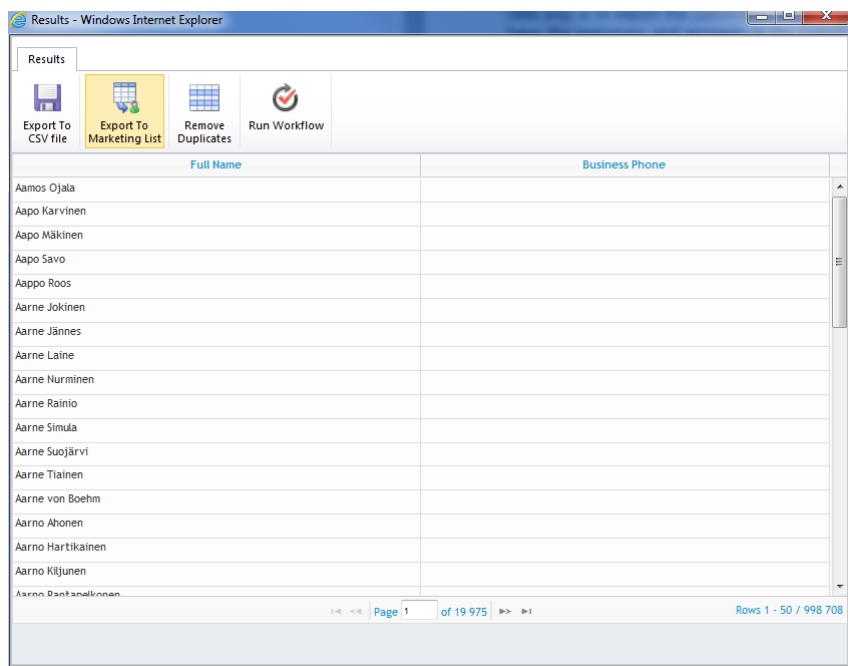 Results - Windows Internet Explorer
Results
Export To CSV file
Export To Marketing List
Remove Duplicates
Run Workflow
Full Name Business Phone
Aamos Ojala
Aapo Karvinen
Aapo Mäkinen
Aapo Savo
Aappo Roos
Aarne Jokinen
Aarne Jännes
Aarne Laine
Aarne Nurminen
Aarne Rainio
Aarne Simula
Aarne Suojärvi
Aarne Tiainen
Aarne von Boehm
Aarno Ahonen
Aarno Hartikainen
Aarno Kiljunen
Aarno Rantapelkonen
Page 1 of 19 975 Rows 1 - 50 / 998 708